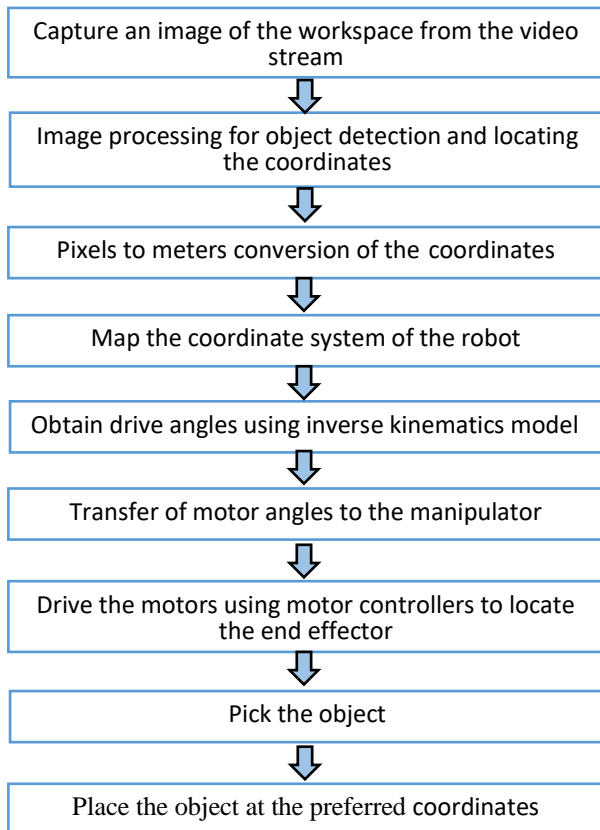 Capture an image of the workspace from the video
stream
Image processing for object detection and locating
the coordinates
Pixels to meters conversion of the coordinates
Map the coordinate system of the robot
Obtain drive angles using inverse kinematics model
Transfer of motor angles to the manipulator
Drive the motors using motor controllers to locate
the end effector
Pick the object
Place the object at the preferred coordinates